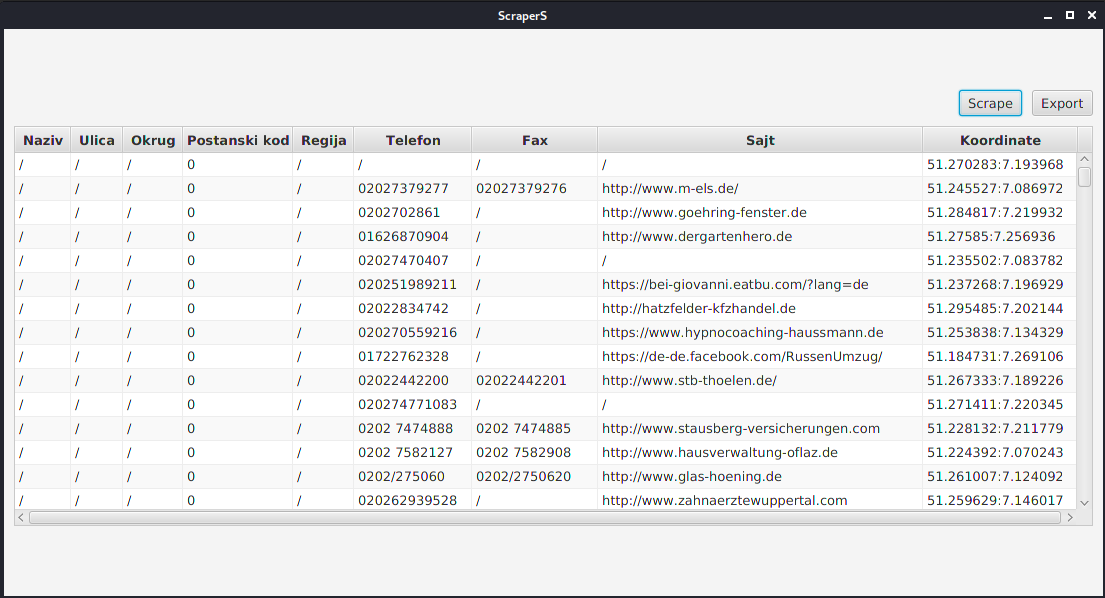 ScraperS
Scrape Export
Naziv Ulica Okrug Postanski kod Regija Telefon Fax Sajt Koordinate
/ / / 0 / / / / 51.270283:7.193968
/ / / 0 / 02027379277 02027379276 http://www.m-els.de/ 51.245527:7.086972
/ / / 0 / 0202702861 / http://www.goehring-fenster.de 51.284817:7.219932
/ / / 0 / 01626870904 / http://www.dergartenhero.de 51.27585:7.256936
/ / / 0 / 02027470407 / / 51.235502:7.083782
/ / / 0 / 020251989211 / https://bei-giovanni.eatbu.com/?lang=de 51.237268:7.196929
/ / / 0 / 02022834742 / http://hatzfelder-kfzhandel.de 51.295485:7.202144
/ / / 0 / 020270559216 / https://www.hypnocoaching-haussmann.de 51.253838:7.134329
/ / / 0 / 01722762328 / https://de-de.facebook.com/RussenUmzug/ 51.184731:7.269106
/ / / 0 / 02022442200 02022442201 http://www.stb-thoelen.de/ 51.267333:7.189226
/ / / 0 / 020274771083 / / 51.271411:7.220345
/ / / 0 / 0202 7474888 0202 7474885 http://www.stausberg-versicherungen.com 51.228132:7.211779
/ / / 0 / 0202 7582127 0202 7582908 http://www.hausverwaltung-oflaz.de 51.224392:7.070243
/ / / 0 / 0202/275060 0202/2750620 http://www.glas-hoening.de 51.261007:7.124092
/ / / 0 / 020262939528 / http://www.zahnaerztewuppertal.com 51.259629:7.146017